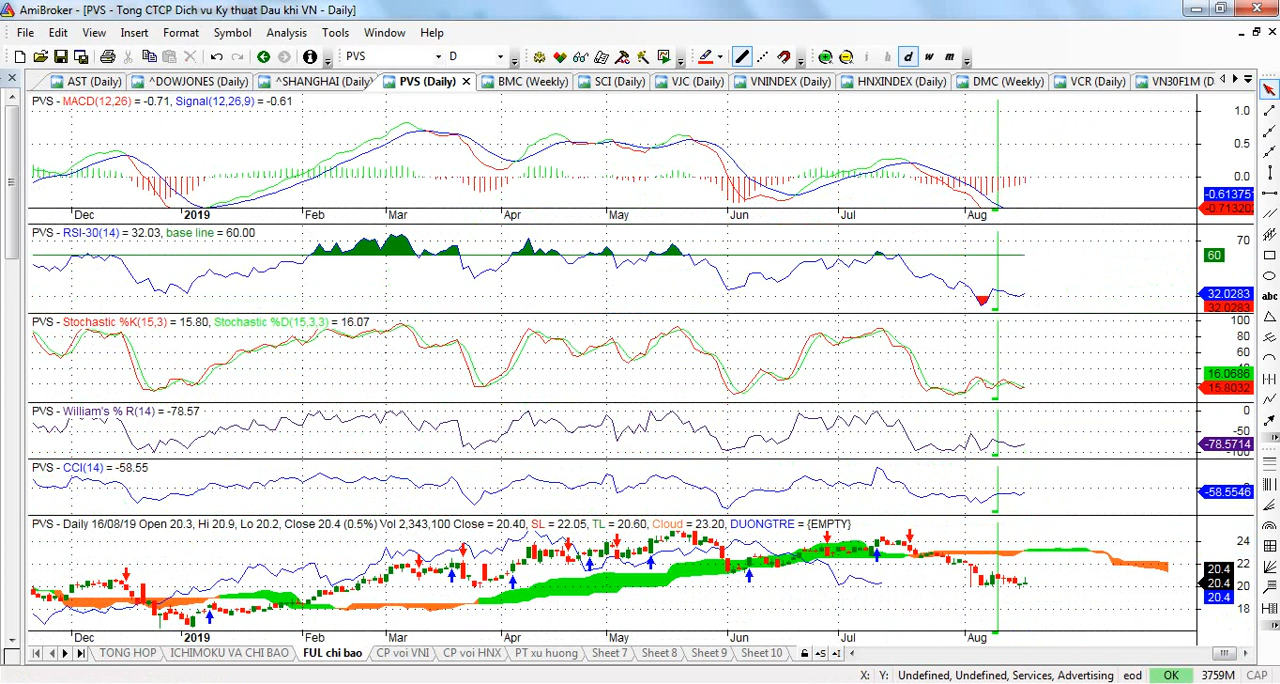 AmiBroker - [PVS - Tong CTCP Dich vu Ky thuat Dau khi VN - Daily]
File Edit View Insert Format Symbol Analysis Tools Window Help
PVS D i h d w m
AST (Daily) ^DOWJONES (Daily) ^SHANGHAI (Daily) PVS (Daily) BMC (Weekly) SCI (Daily) VJC (Daily) VNINDEX (Daily) HNXINDEX (Daily) DMC (Weekly) VCR (Daily) VN30F1M (D
PVS - MACD(12,26) = -0.71, Signal(12,26,9) = -0.61
1.0
0.5
0.0
-0.61375
-0.713202
Dec 2019 Feb Mar Apr May Jun Jul Aug
PVS - RSI-30(14) = 32.03, base line = 60.00
70
60
32.0283
32.0283
PVS - Stochastic %K(15,3) = 15.80, Stochastic %D(15,3,3) = 16.07
100
80
60
40
16.0686
15.8032
PVS - William's % R(14) = -78.57
0
-50
-78.5714
-100
PVS - CCI(14) = -58.55
-58.5546
PVS - Daily 16/08/19 Open 20.3, Hi 20.9, Lo 20.2, Close 20.4 (0.5%) Vol 2,343,100 Close = 20.40, SL = 22.05, TL = 20.60, Cloud = 23.20, DUONGTRE = {EMPTY}
24
22
20.4
20 20.4
20.4
18
Dec 2019 Feb Mar Apr May Jun Jul Aug
TONG HOP ICHIMOKU VA CHI BAO FUL chi bao CP voi VNI CP voi HNX PT xu huong Sheet 7 Sheet 8 Sheet 9 Sheet 10
X: Y: Undefined, Undefined, Services, Advertising eod OK 3759M CAP
abc